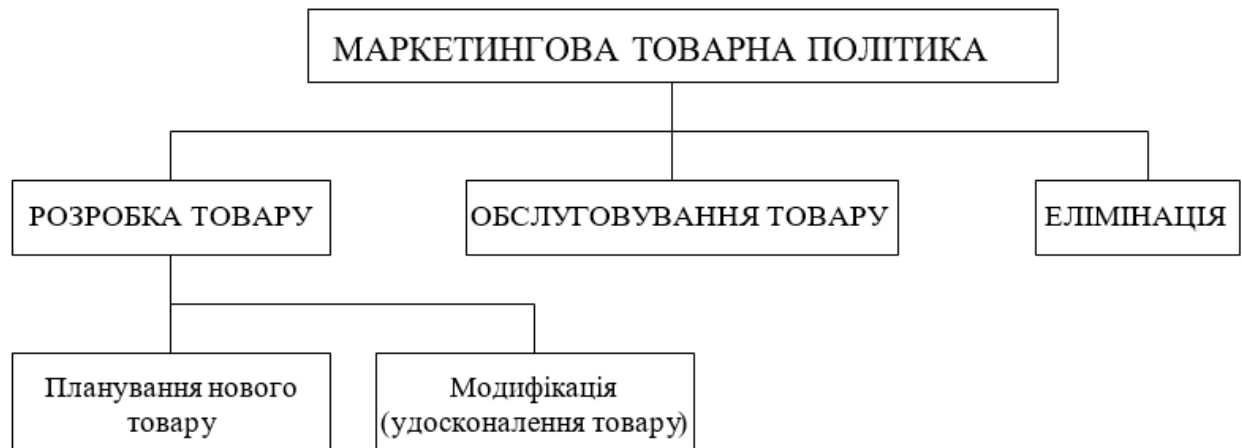 МАРКЕТИНГОВА ТОВАРНА ПОЛІТИКА
РОЗРОБКА ТОВАРУ
ОБСЛУГОВУВАННЯ ТОВАРУ
ЕЛІМІНАЦІЯ
Планування нового
товару
Модифікація
(удосконалення товару)